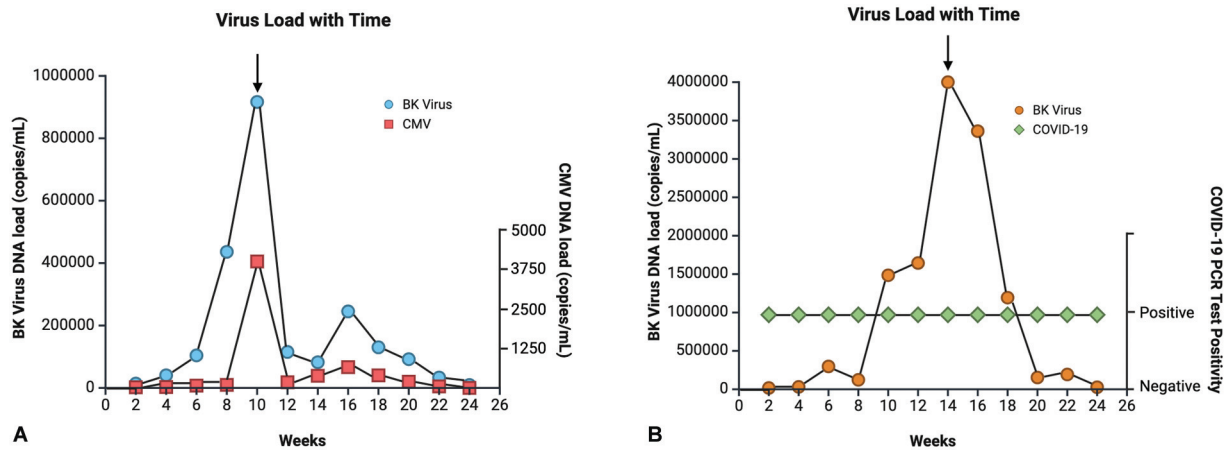 Virus Load with Time
BK Virus DNA load (copies/mL)
1000000
800000
600000
400000
200000
0
BK Virus
CMV
CMV DNA load (copies/mL)
5000
3750
2500
1250
0 2 4 6 8 10 12 14 16 18 20 22 24 26
Weeks
A
Virus Load with Time
BK Virus DNA load (copies/mL)
4000000
3500000
3000000
2500000
2000000
1500000
1000000
500000
0
BK Virus
COVID-19
COVID-19 PCR Test Positivity
Positive
Negative
0 2 4 6 8 10 12 14 16 18 20 22 24 26
Weeks
B